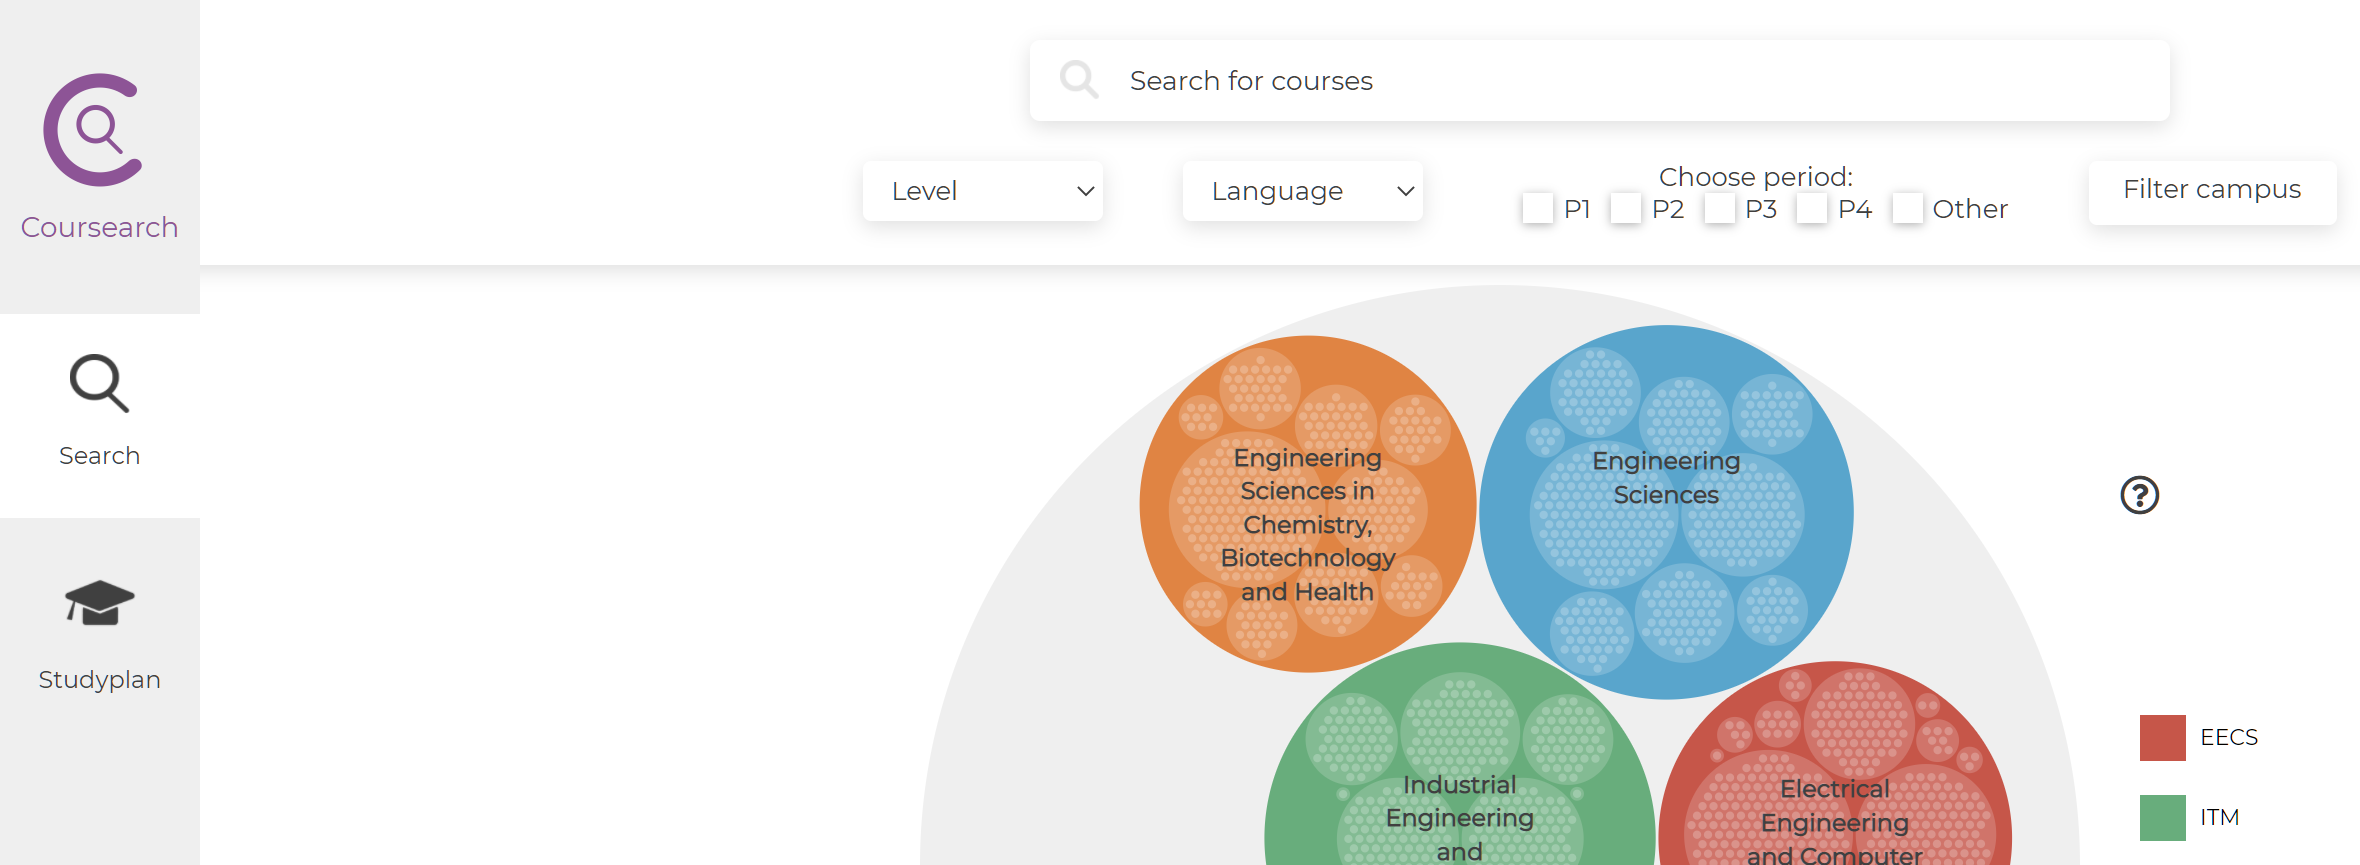 Coursearch
Search
Studyplan
Search for courses
Level
Language
Choose period:
P1 P2 P3 P4 Other
Filter campus
Engineering
Sciences in
Chemistry,
Biotechnology
and Health
Engineering
Sciences
Industrial
Engineering
and
Electrical
Engineering
and Computer
EECS
ITM